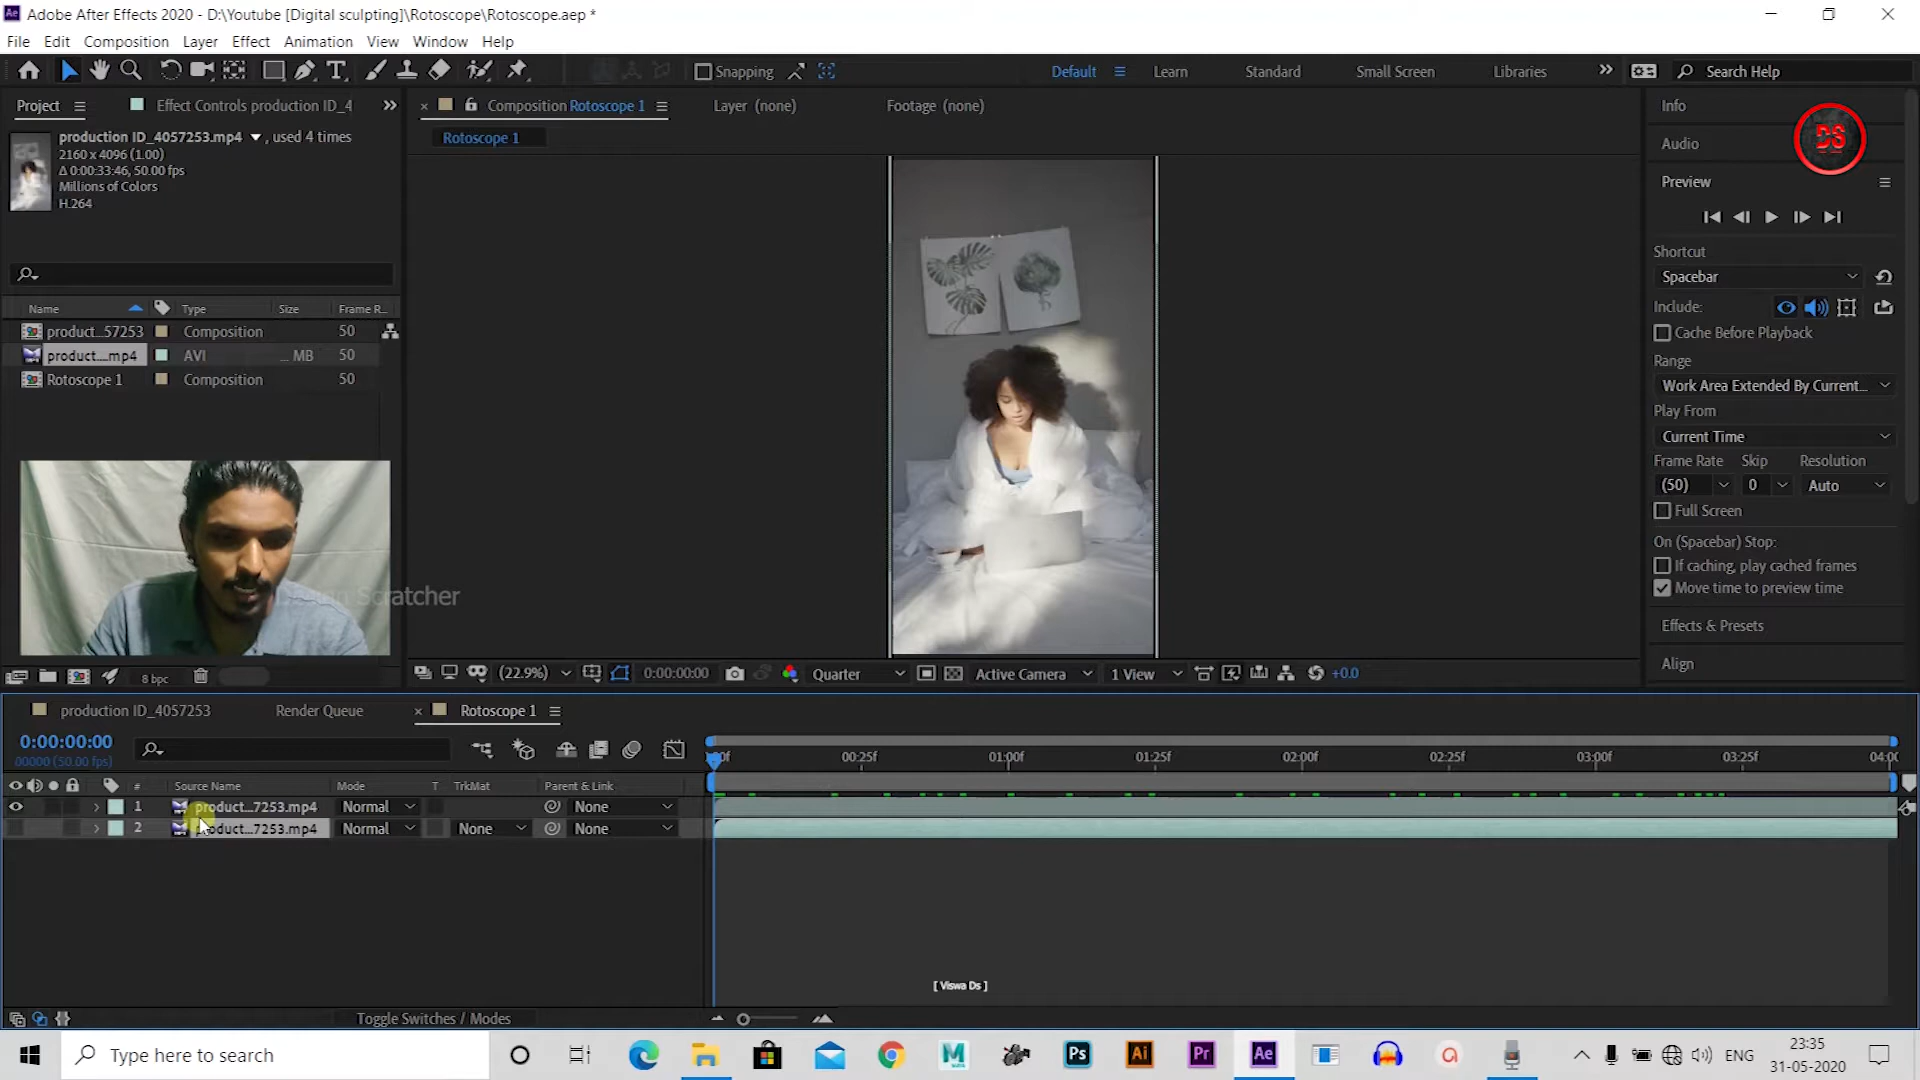 Adobe After Effects 2020 - D:\Youtube [Digital sculpting]\Rotoscope\Rotoscope.aep *
File Edit Composition Layer Effect Animation View Window Help
Snapping Default Learn Standard Small Screen Libraries Search Help
Project Effect Controls production ID_4
Composition Rotoscope 1 Layer (none) Footage (none)
Rotoscope 1
production ID_4057253.mp4 , used 4 times
2160 x 4096 (1.00)
Δ 0:00:33:46, 50.00 fps
Millions of Colors
H.264
Name Type Size Frame R...
product...57253 Composition 50
product....mp4 AVI ... MB 50
Rotoscope 1 Composition 50
Scratcher
8 bpc
(22.9%) 0:00:00:00 Quarter Active Camera 1 View +0.0
Info
DS
Audio
Preview
Shortcut
Spacebar
Include:
Cache Before Playback
Range
Work Area Extended By Current...
Play From
Current Time
Frame Rate Skip Resolution
(50) 0 Auto
Full Screen
On (Spacebar) Stop:
If caching, play cached frames
Move time to preview time
Effects & Presets
Align
production ID_4057253 Render Queue Rotoscope 1
0:00:00:00
00000 (50.00 fps)
00:25f 01:00f 01:25f 02:00f 02:25f 03:00f 03:25f
# Source Name Mode T TrkMat Parent & Link
1 product...7253.mp4 Normal None
2 product...7253.mp4 Normal None None
[ Viswa Ds ]
Toggle Switches / Modes
Type here to search
M Ps Ai Pr Ae
ENG
23:35
31-05-2020